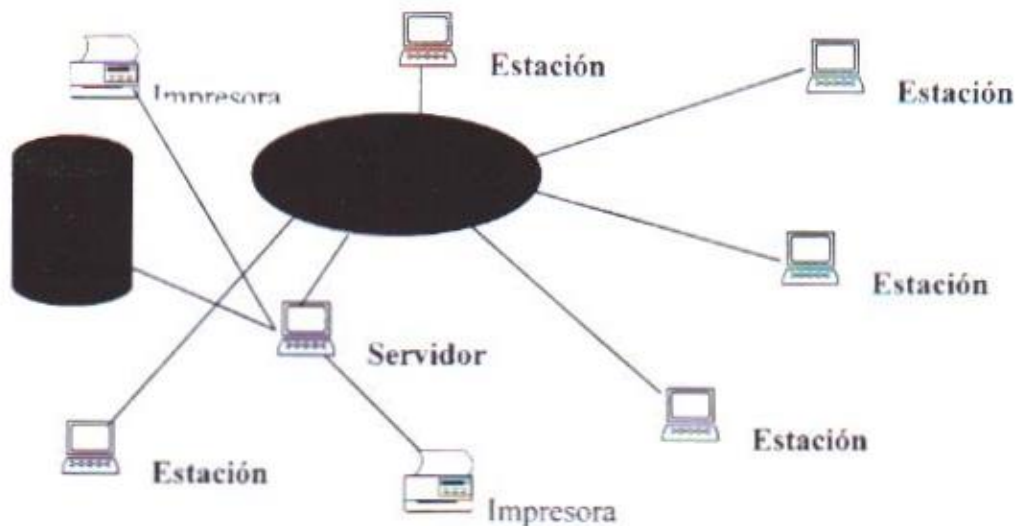 Estación
Impresora
Estación
Estación
Servidor
Estación
Estación
Impresora